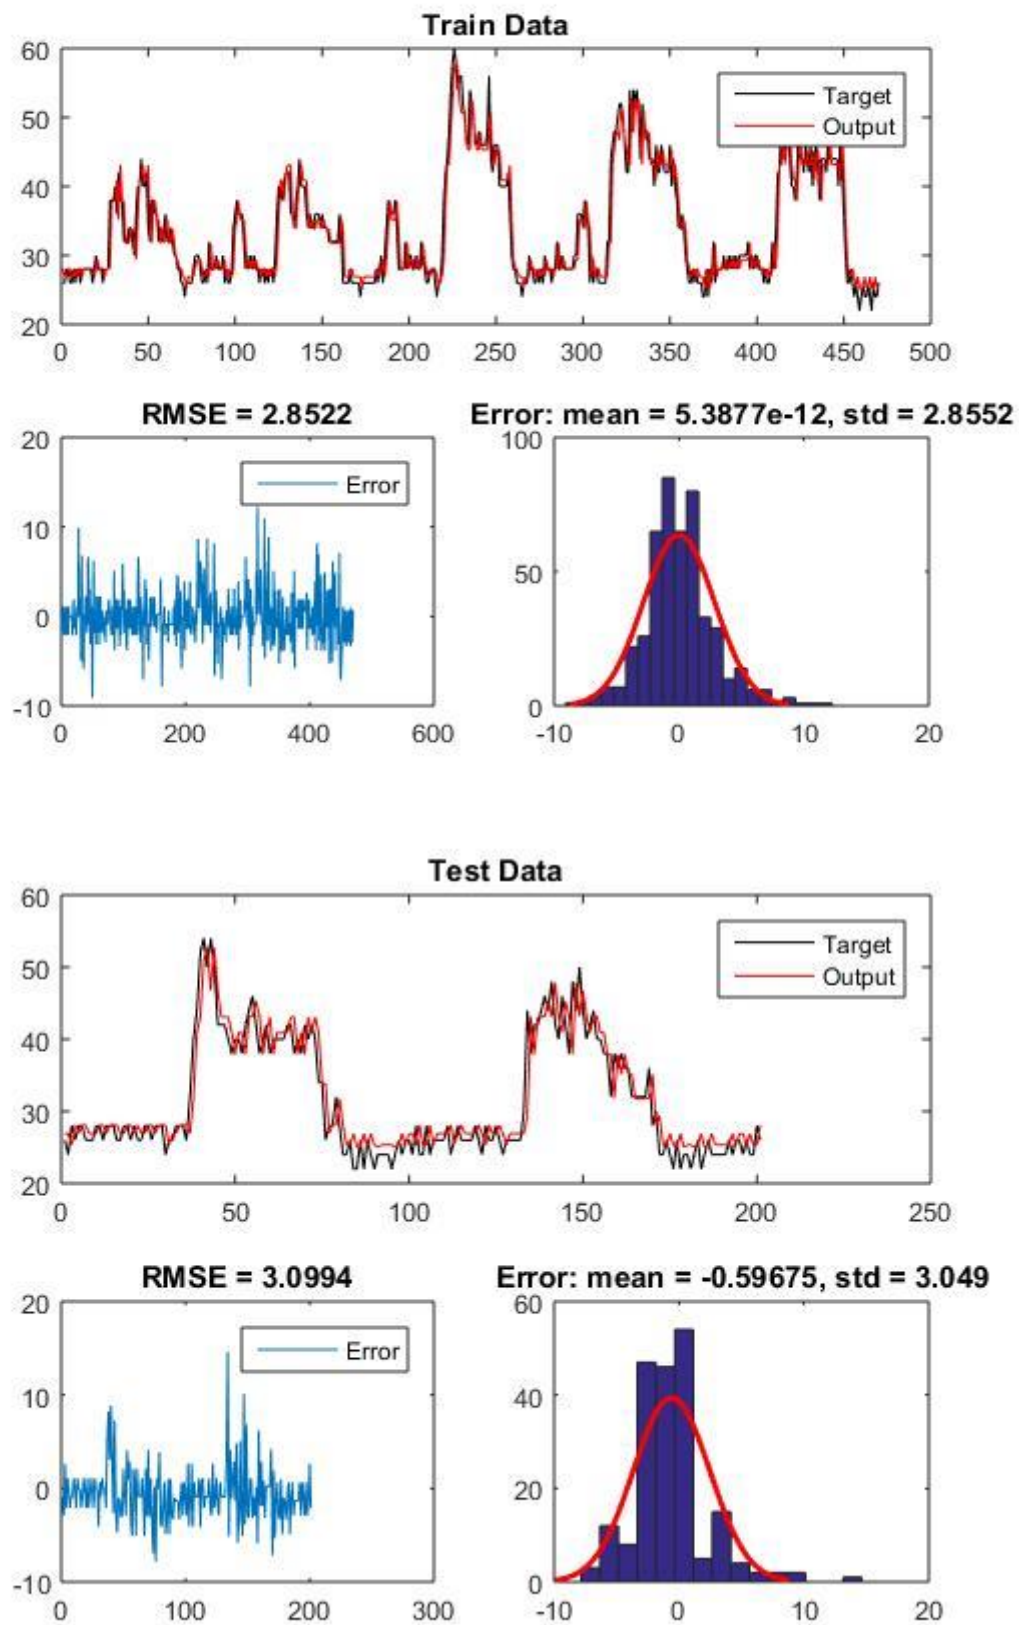 Train Data
60
50
40
30
20
0 50 100 150 200 250 300 350 400 450 500
Target
Output
RMSE = 2.8522
20
10
0
-10
0 200 400 600
Error
Error: mean = 5.3877e-12, std = 2.8552
100
50
0
-10 0 10 20
Test Data
60
50
40
30
20
0 50 100 150 200 250
Target
Output
RMSE = 3.0994
20
10
0
-10
0 100 200 300
Error
Error: mean = -0.59675, std = 3.049
60
40
20
0
-10 0 10 20